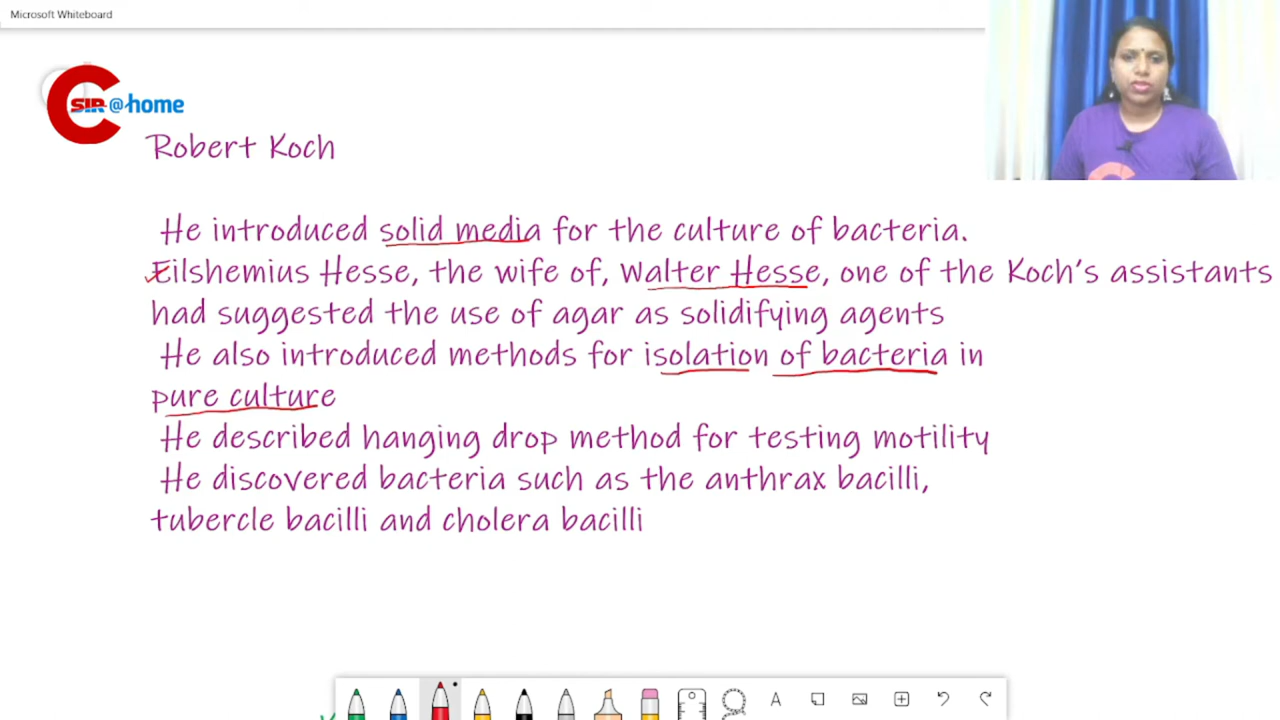 Microsoft Whiteboard
CSIR@home
Robert Koch
He introduced solid media for the culture of bacteria.
Eilshemius Hesse, the wife of, Walter Hesse, one of the Koch's assistants
had suggested the use of agar as solidifying agents
He also introduced methods for isolation of bacteria in
pure culture
He described hanging drop method for testing motility
He discovered bacteria such as the anthrax bacilli,
tubercle bacilli and cholera bacilli
A